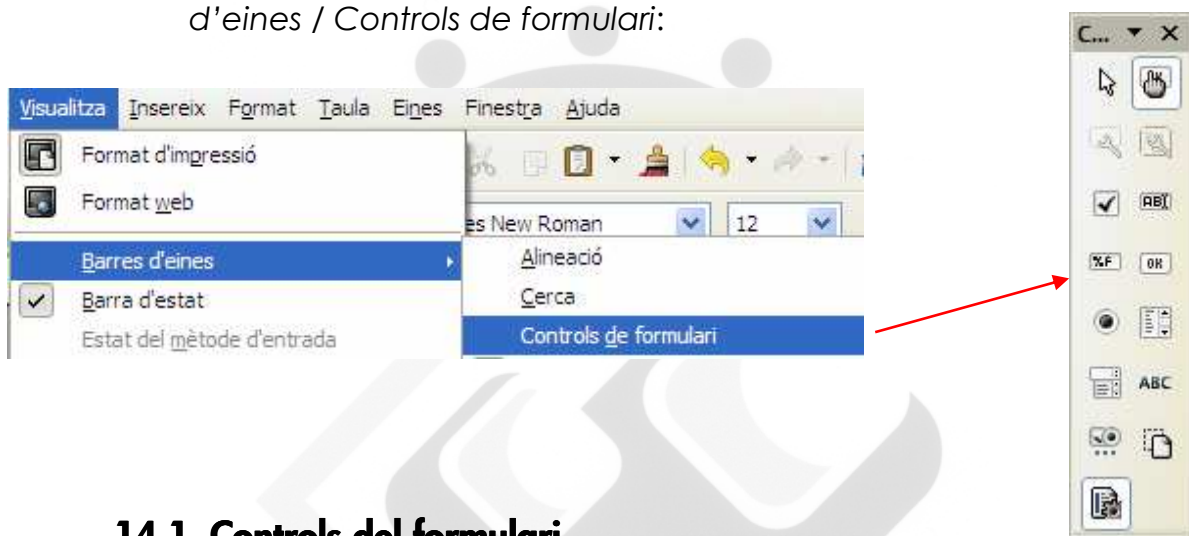 d'eines / Controls de formulari:
C...
Visualitza Insereix Format Taula Eines Finestra Ajuda
Format d'impressió
Format web
es New Roman 12
Barres d'eines
Alineació
Barra d'estat
Cerca
Estat del mètode d'entrada
Controls de formulari
ABI
%F OK
ABC
14.1 Controls del formulari